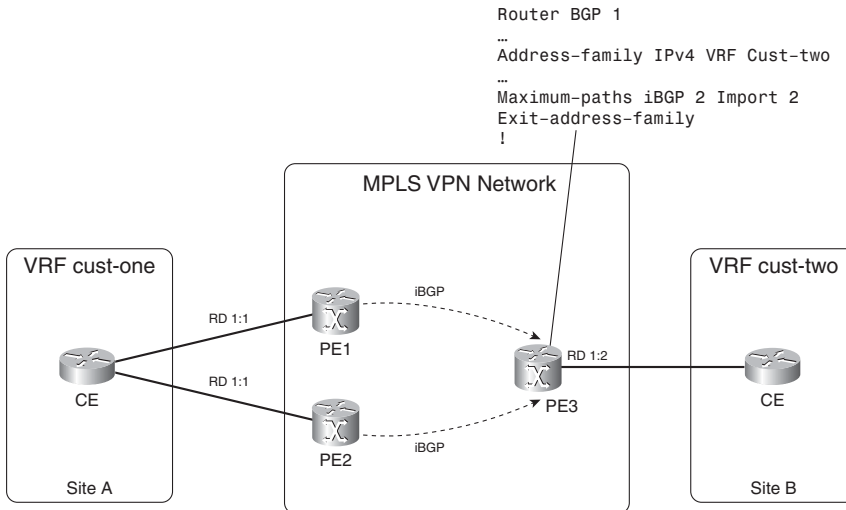 Router BGP 1
…
Address-family IPv4 VRF Cust-two
…
Maximum-paths iBGP 2 Import 2
Exit-address-family
!
MPLS VPN Network
VRF cust-one
VRF cust-two
iBGP
RD 1:1
PE1
RD 1:2
CE
RD 1:1
PE3
CE
PE2
iBGP
Site A
Site B